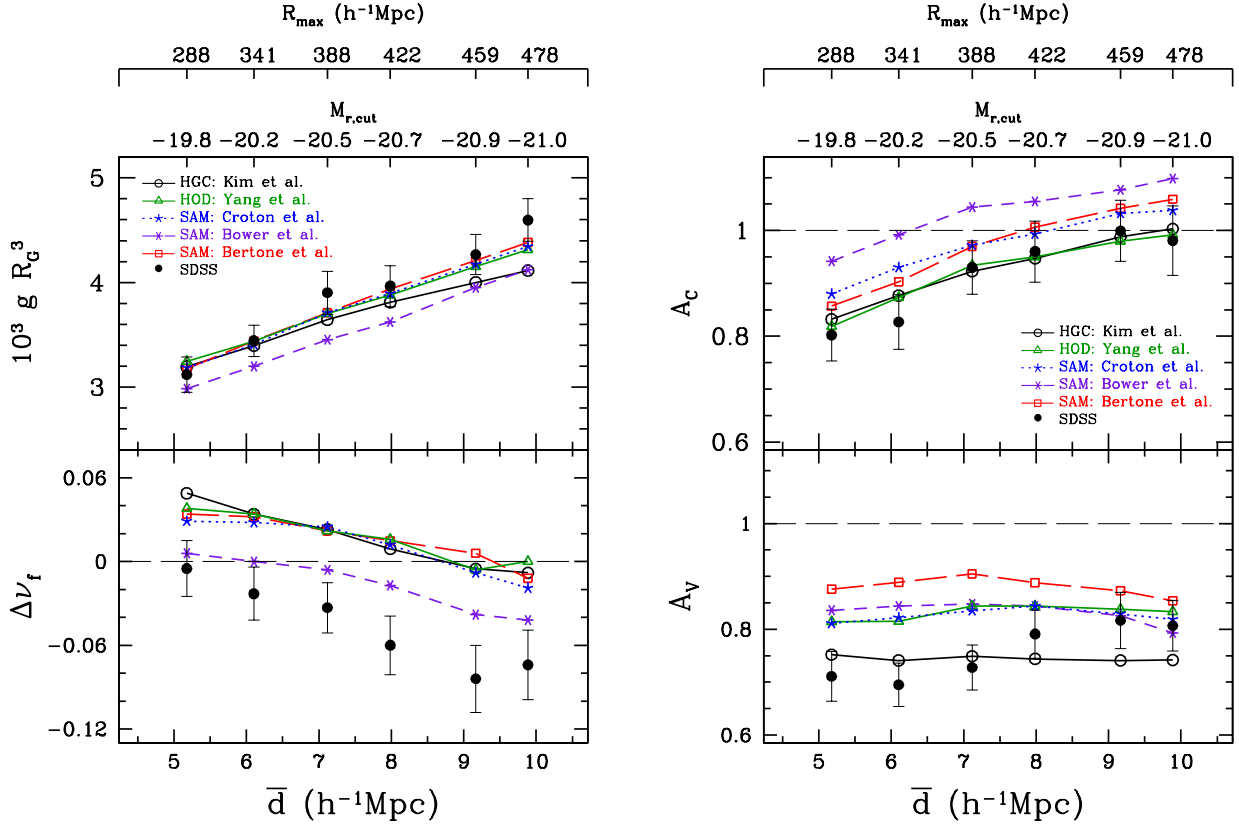 R_max (h⁻¹Mpc)
288 341 388 422 459 478
M_r,cut
−19.8 −20.2 −20.5 −20.7 −20.9 −21.0
5
4
3
10³ g R_G³
HGC: Kim et al.
HOD: Yang et al.
SAM: Croton et al.
SAM: Bower et al.
SAM: Bertone et al.
SDSS
0.06
0
−0.06
−0.12
Δν_f
5 6 7 8 9 10
d̅ (h⁻¹Mpc)
R_max (h⁻¹Mpc)
288 341 388 422 459 478
M_r,cut
−19.8 −20.2 −20.5 −20.7 −20.9 −21.0
1
0.8
0.6
A_C
HGC: Kim et al.
HOD: Yang et al.
SAM: Croton et al.
SAM: Bower et al.
SAM: Bertone et al.
SDSS
1
0.8
0.6
A_V
5 6 7 8 9 10
d̅ (h⁻¹Mpc)